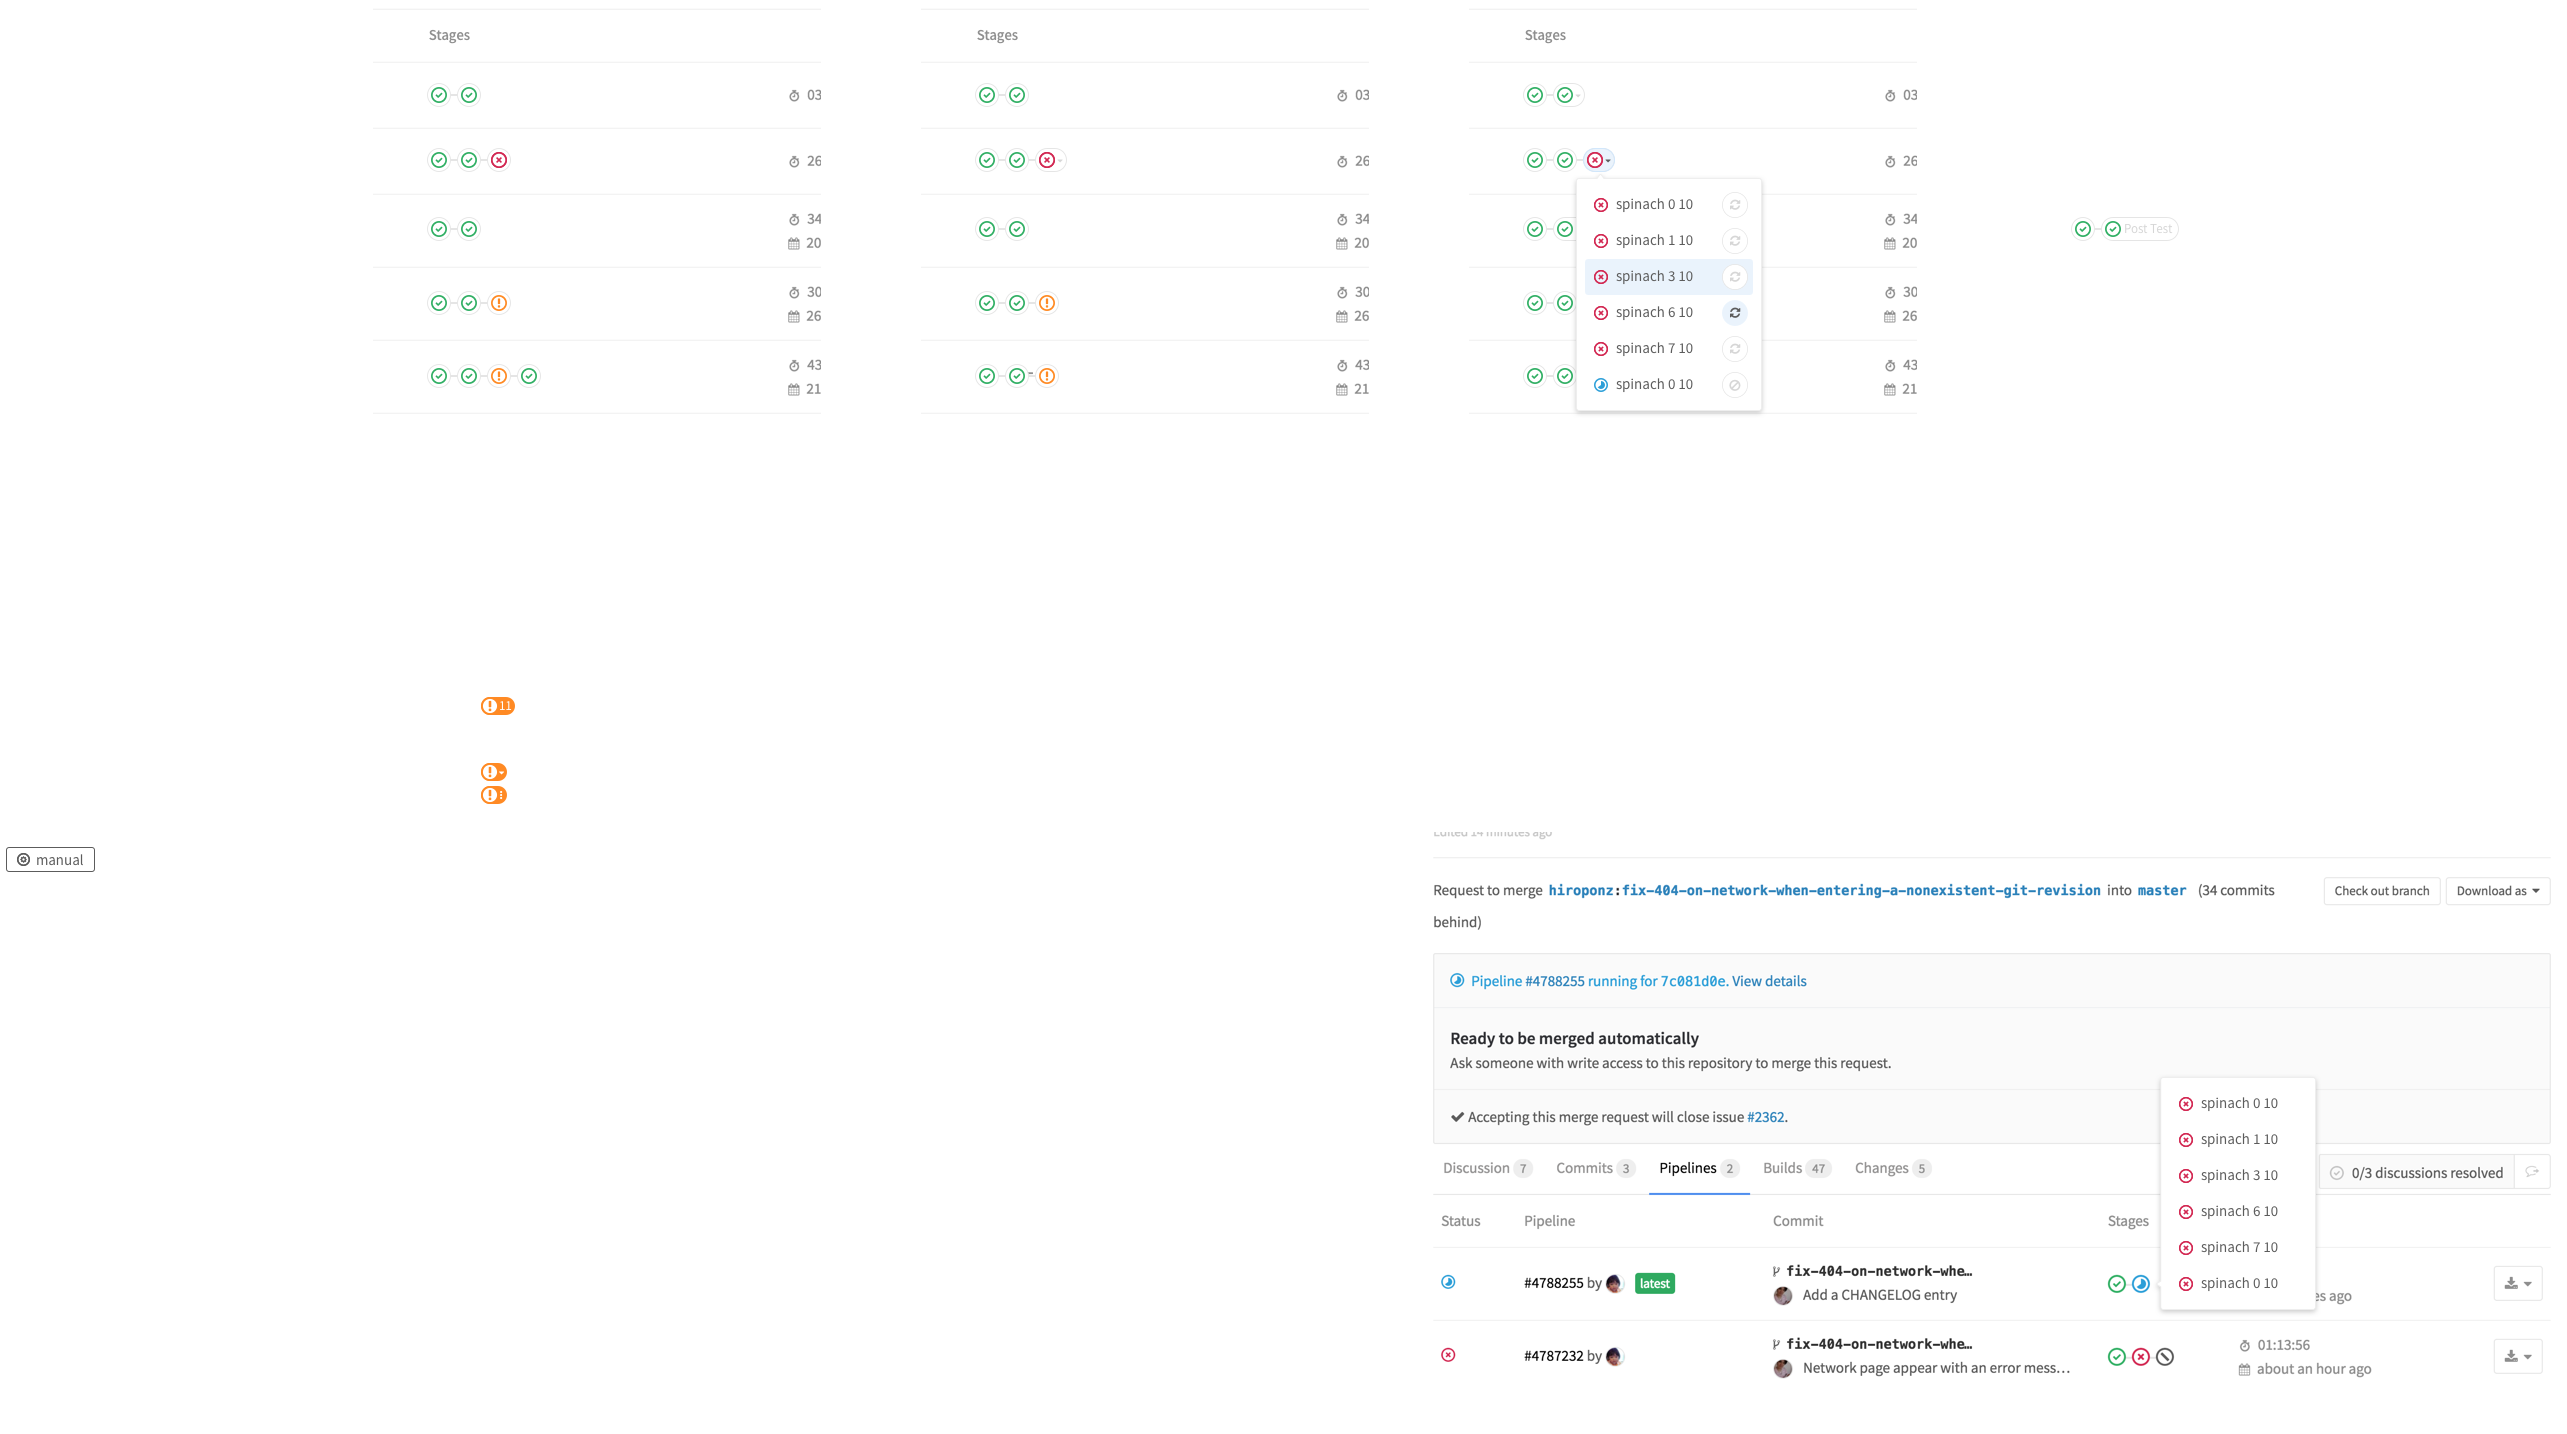 Stages
03
26
34
20
30
26
43
21
Stages
03
26
34
20
30
26
43
21
Stages
03
26
34
20
30
26
43
21
spinach 0 10
spinach 1 10
spinach 3 10
spinach 6 10
spinach 7 10
spinach 0 10
Post Test
11
manual
Edited 14 minutes ago
Request to merge hiroponz:fix-404-on-network-when-entering-a-nonexistent-git-revision into master (34 commits
behind)
Check out branch
Download as
Pipeline #4788255 running for 7c081d0e. View details
Ready to be merged automatically
Ask someone with write access to this repository to merge this request.
Accepting this merge request will close issue #2362.
spinach 0 10
spinach 1 10
spinach 3 10
spinach 6 10
spinach 7 10
spinach 0 10
Discussion 7 Commits 3 Pipelines 2 Builds 47 Changes 5
0/3 discussions resolved
Status Pipeline Commit Stages
#4788255 by latest
fix-404-on-network-whe...
Add a CHANGELOG entry
es ago
#4787232 by
fix-404-on-network-whe...
Network page appear with an error mess...
01:13:56
about an hour ago